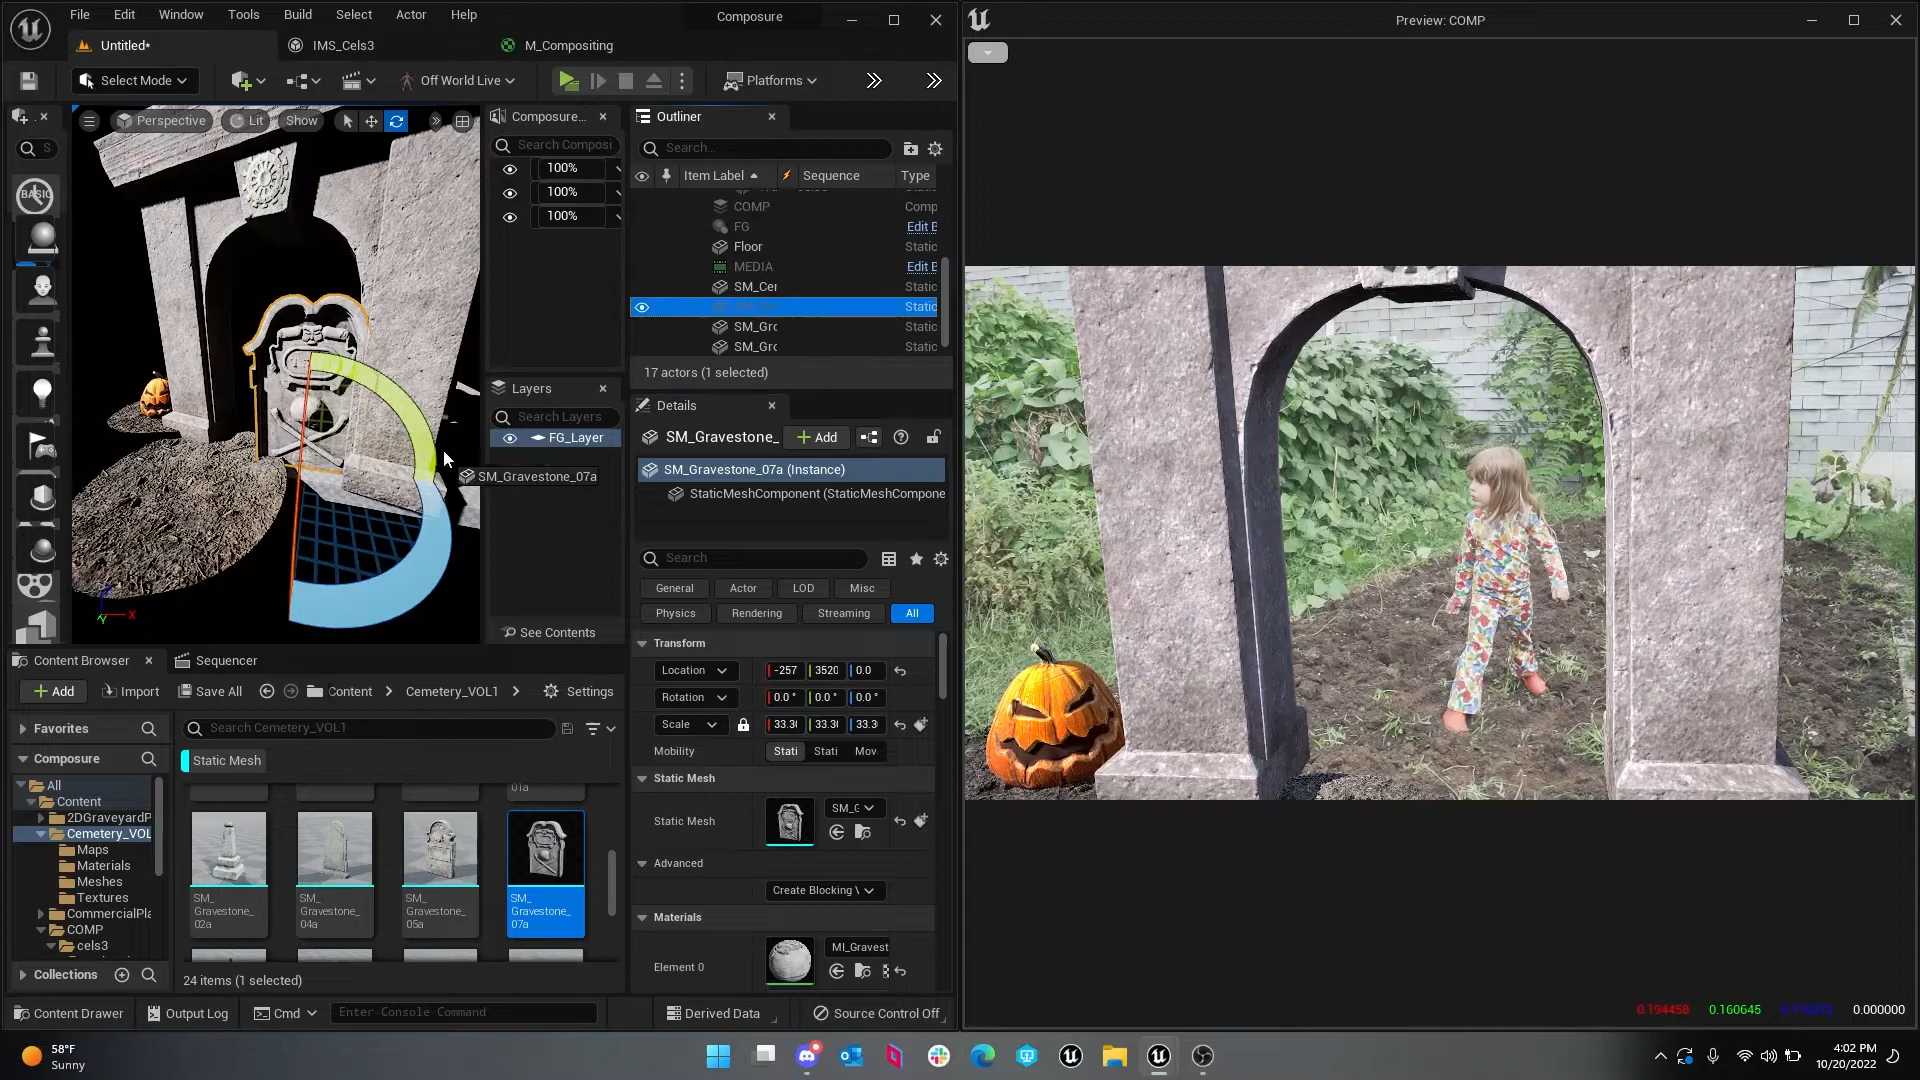 File Edit Window Tools Build Select Actor Help
Composure
Untitled*
IMS_Cels3
M_Compositing
Select Mode
Off World Live
Platforms
Perspective
Lit
Show
Composure...
Search Composi
100%
100%
100%
Layers
Search Layers
FG_Layer
SM_Gravestone_07a
See Contents
BASIC
S
X
Outliner
Search...
Item Label
Sequence
Type
COMP
Comp
FG
Edit B
Floor
Static
MEDIA
Edit B
SM_Cer
Static
Static
SM_Grc
Static
SM_Grc
Static
17 actors (1 selected)
Details
SM_Gravestone_
Add
SM_Gravestone_07a (Instance)
StaticMeshComponent (StaticMeshCompone
Search
General
Actor
LOD
Misc
Physics
Rendering
Streaming
All
Transform
Location
-257
3520
0.0
Rotation
0.0 °
0.0 °
0.0 °
Scale
33.3
33.3
33.3
Mobility
Stati
Stati
Mov
Static Mesh
Static Mesh
SM_G
Advanced
Create Blocking V
Materials
Element 0
MI_Gravest
Content Browser
Sequencer
Add
Import
Save All
Content
Cemetery_VOL1
Settings
Favorites
Search Cemetery_VOL1
Composure
Static Mesh
All
Content
2DGraveyardP
Cemetery_VOL
Maps
Materials
Meshes
Textures
CommercialPla
COMP
cels3
Collections
01a
SM_
Gravestone_
02a
SM_
Gravestone_
04a
SM_
Gravestone_
05a
SM_
Gravestone_
07a
24 items (1 selected)
Content Drawer
Output Log
Cmd
Enter Console Command
Derived Data
Source Control Off
Preview: COMP
0.194458
0.160645
0.000000
58°F
Sunny
4:02 PM
10/20/2022